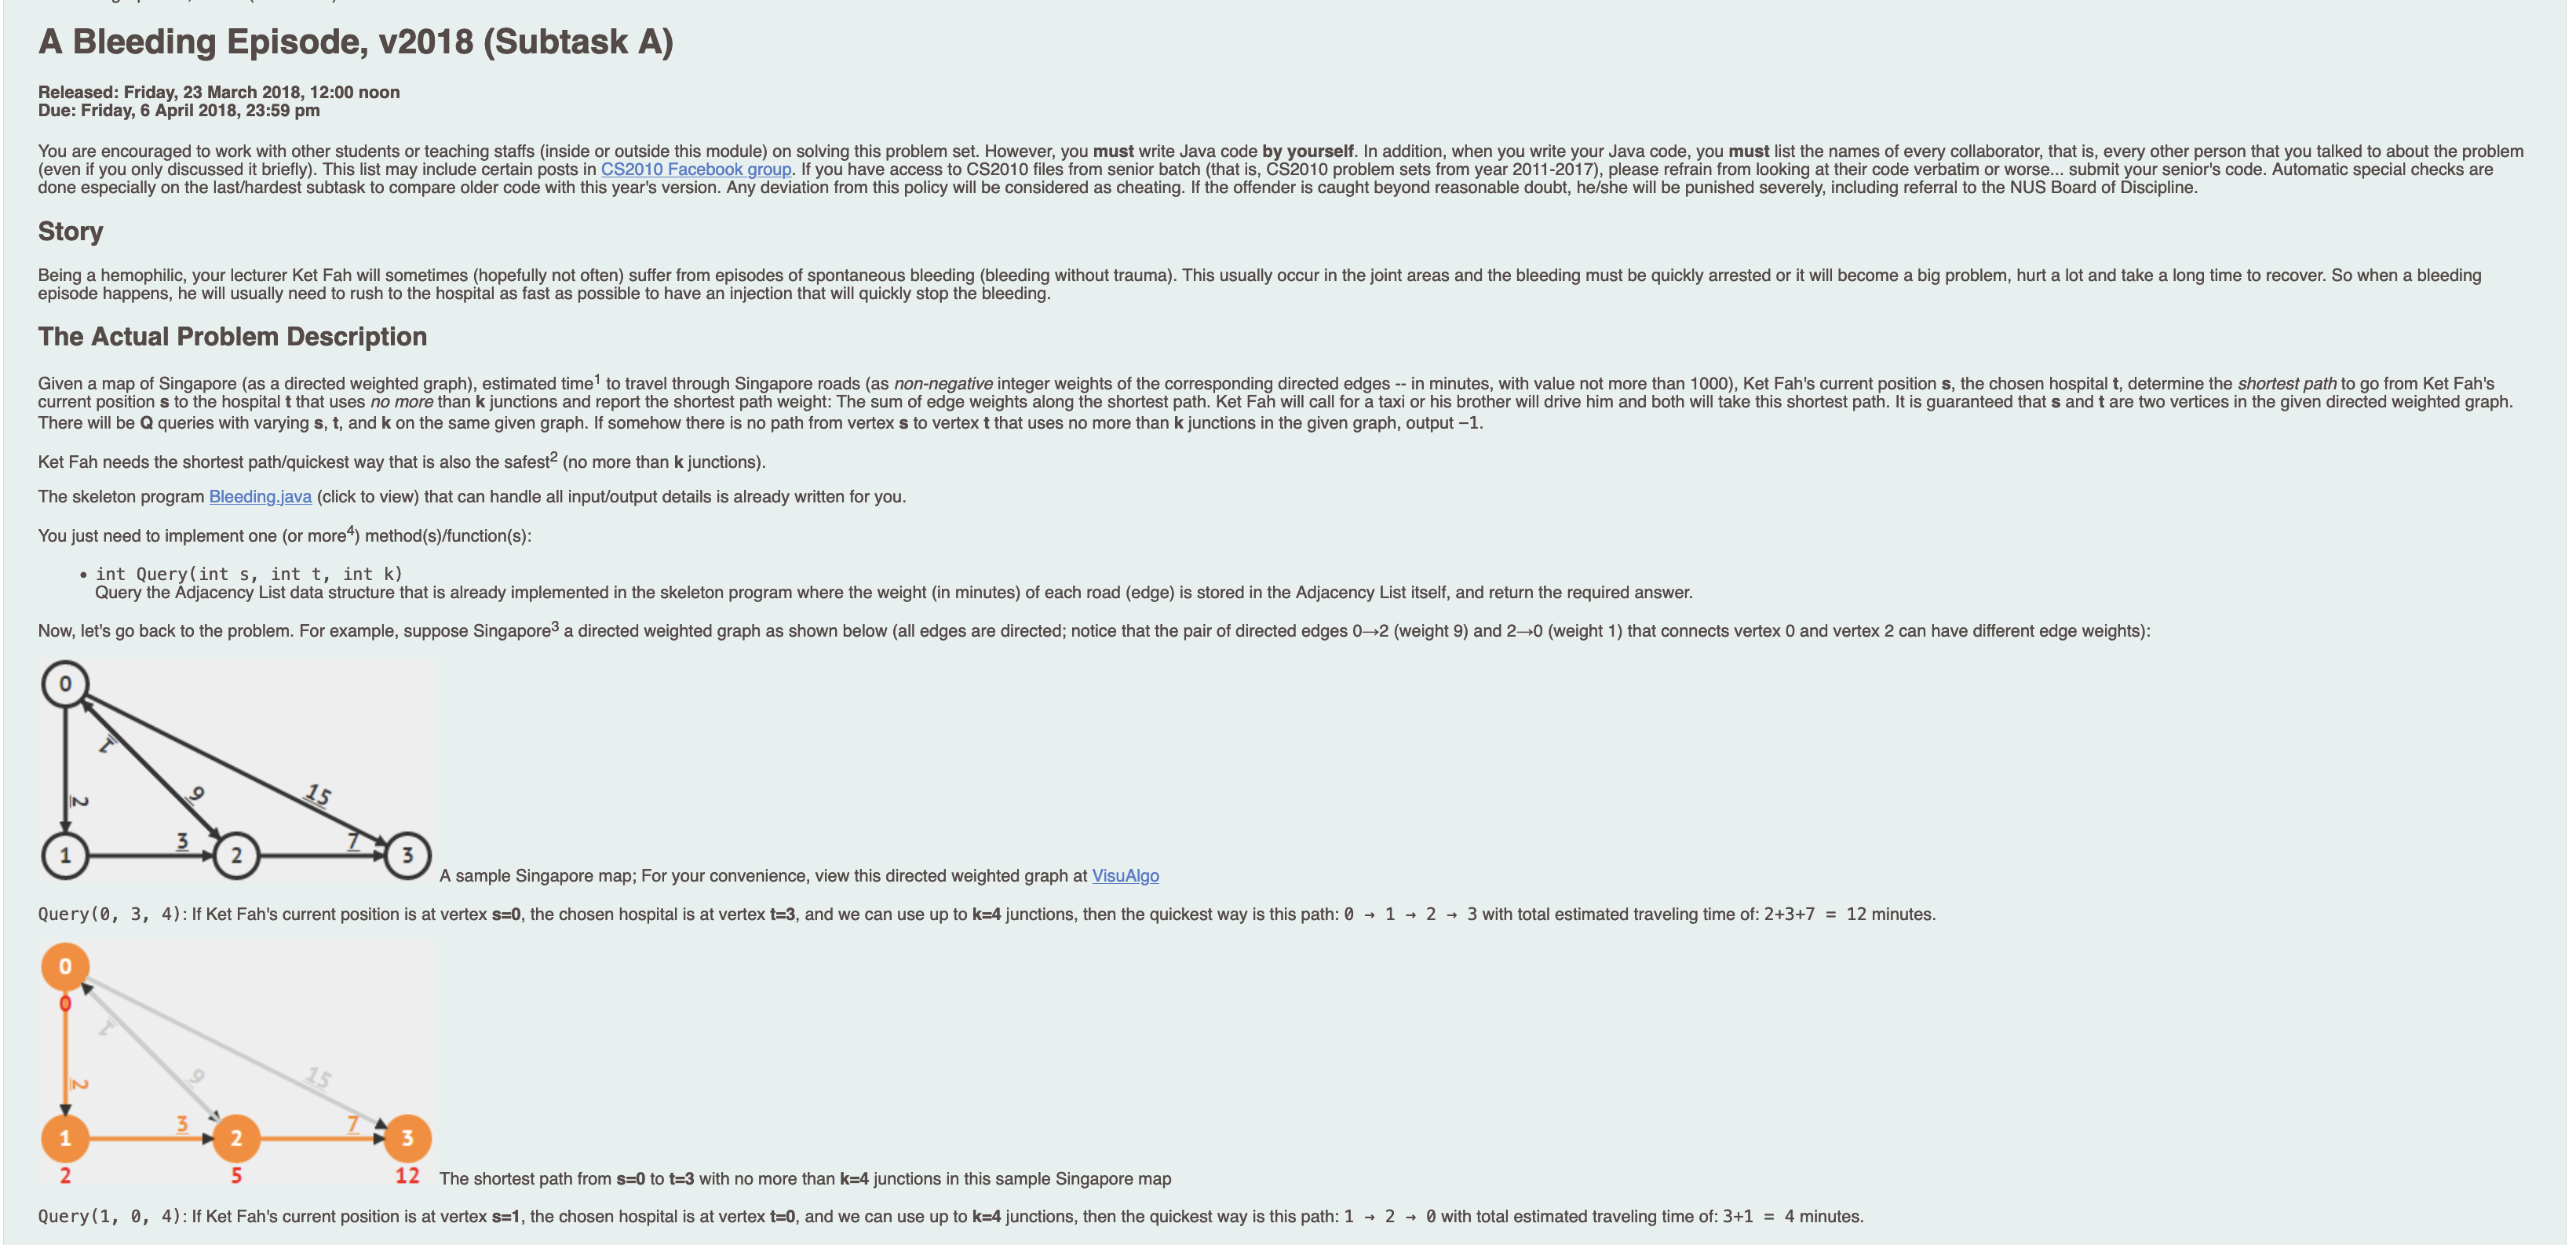 A Bleeding Episode, v2018 (Subtask A)
Released: Friday, 23 March 2018, 12:00 noon
Due: Friday, 6 April 2018, 23:59 pm
You are encouraged to work with other students or teaching staffs (inside or outside this module) on solving this problem set. However, you must write Java code by yourself. In addition, when you write your Java code, you must list the names of every collaborator, that is, every other person that you talked to about the problem
(even if you only discussed it briefly). This list may include certain posts in CS2010 Facebook group. If you have access to CS2010 files from senior batch (that is, CS2010 problem sets from year 2011-2017), please refrain from looking at their code verbatim or worse... submit your senior's code. Automatic special checks are
done especially on the last/hardest subtask to compare older code with this year's version. Any deviation from this policy will be considered as cheating. If the offender is caught beyond reasonable doubt, he/she will be punished severely, including referral to the NUS Board of Discipline.
Story
Being a hemophilic, your lecturer Ket Fah will sometimes (hopefully not often) suffer from episodes of spontaneous bleeding (bleeding without trauma). This usually occur in the joint areas and the bleeding must be quickly arrested or it will become a big problem, hurt a lot and take a long time to recover. So when a bleeding
episode happens, he will usually need to rush to the hospital as fast as possible to have an injection that will quickly stop the bleeding.
The Actual Problem Description
Given a map of Singapore (as a directed weighted graph), estimated time1 to travel through Singapore roads (as non-negative integer weights of the corresponding directed edges -- in minutes, with value not more than 1000), Ket Fah's current position s, the chosen hospital t, determine the shortest path to go from Ket Fah's
current position s to the hospital t that uses no more than k junctions and report the shortest path weight: The sum of edge weights along the shortest path. Ket Fah will call for a taxi or his brother will drive him and both will take this shortest path. It is guaranteed that s and t are two vertices in the given directed weighted graph.
There will be Q queries with varying s, t, and k on the same given graph. If somehow there is no path from vertex s to vertex t that uses no more than k junctions in the given graph, output -1.
Ket Fah needs the shortest path/quickest way that is also the safest2 (no more than k junctions).
The skeleton program Bleeding.java (click to view) that can handle all input/output details is already written for you.
You just need to implement one (or more4) method(s)/function(s):
• int Query(int s, int t, int k)
Query the Adjacency List data structure that is already implemented in the skeleton program where the weight (in minutes) of each road (edge) is stored in the Adjacency List itself, and return the required answer.
Now, let's go back to the problem. For example, suppose Singapore3 a directed weighted graph as shown below (all edges are directed; notice that the pair of directed edges 0→2 (weight 9) and 2→0 (weight 1) that connects vertex 0 and vertex 2 can have different edge weights):
0
1
9
15
2
3
7
1
2
3
A sample Singapore map; For your convenience, view this directed weighted graph at VisuAlgo
Query(0, 3, 4): If Ket Fah's current position is at vertex s=0, the chosen hospital is at vertex t=3, and we can use up to k=4 junctions, then the quickest way is this path: 0 → 1 → 2 → 3 with total estimated traveling time of: 2+3+7 = 12 minutes.
0
0
1
9
15
2
3
7
1
2
3
2
5
12
The shortest path from s=0 to t=3 with no more than k=4 junctions in this sample Singapore map
Query(1, 0, 4): If Ket Fah's current position is at vertex s=1, the chosen hospital is at vertex t=0, and we can use up to k=4 junctions, then the quickest way is this path: 1 → 2 → 0 with total estimated traveling time of: 3+1 = 4 minutes.